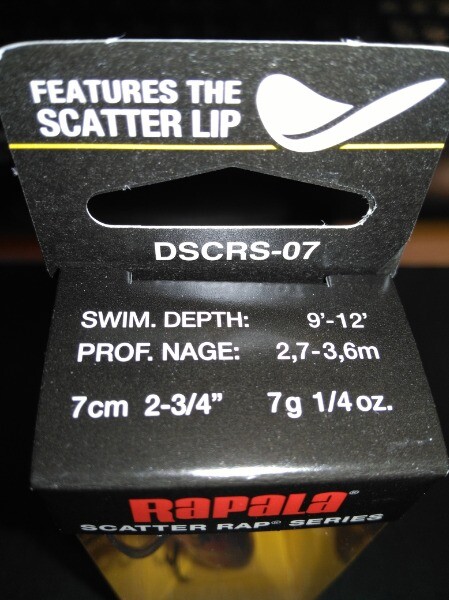 FEATURES THE
SCATTER LIP
DSCRS-07
SWIM. DEPTH: 9'-12'
PROF. NAGE: 2,7-3,6m
7cm 2-3/4" 7g 1/4 oz.
RAPALA®
SCATTER RAP® SERIES